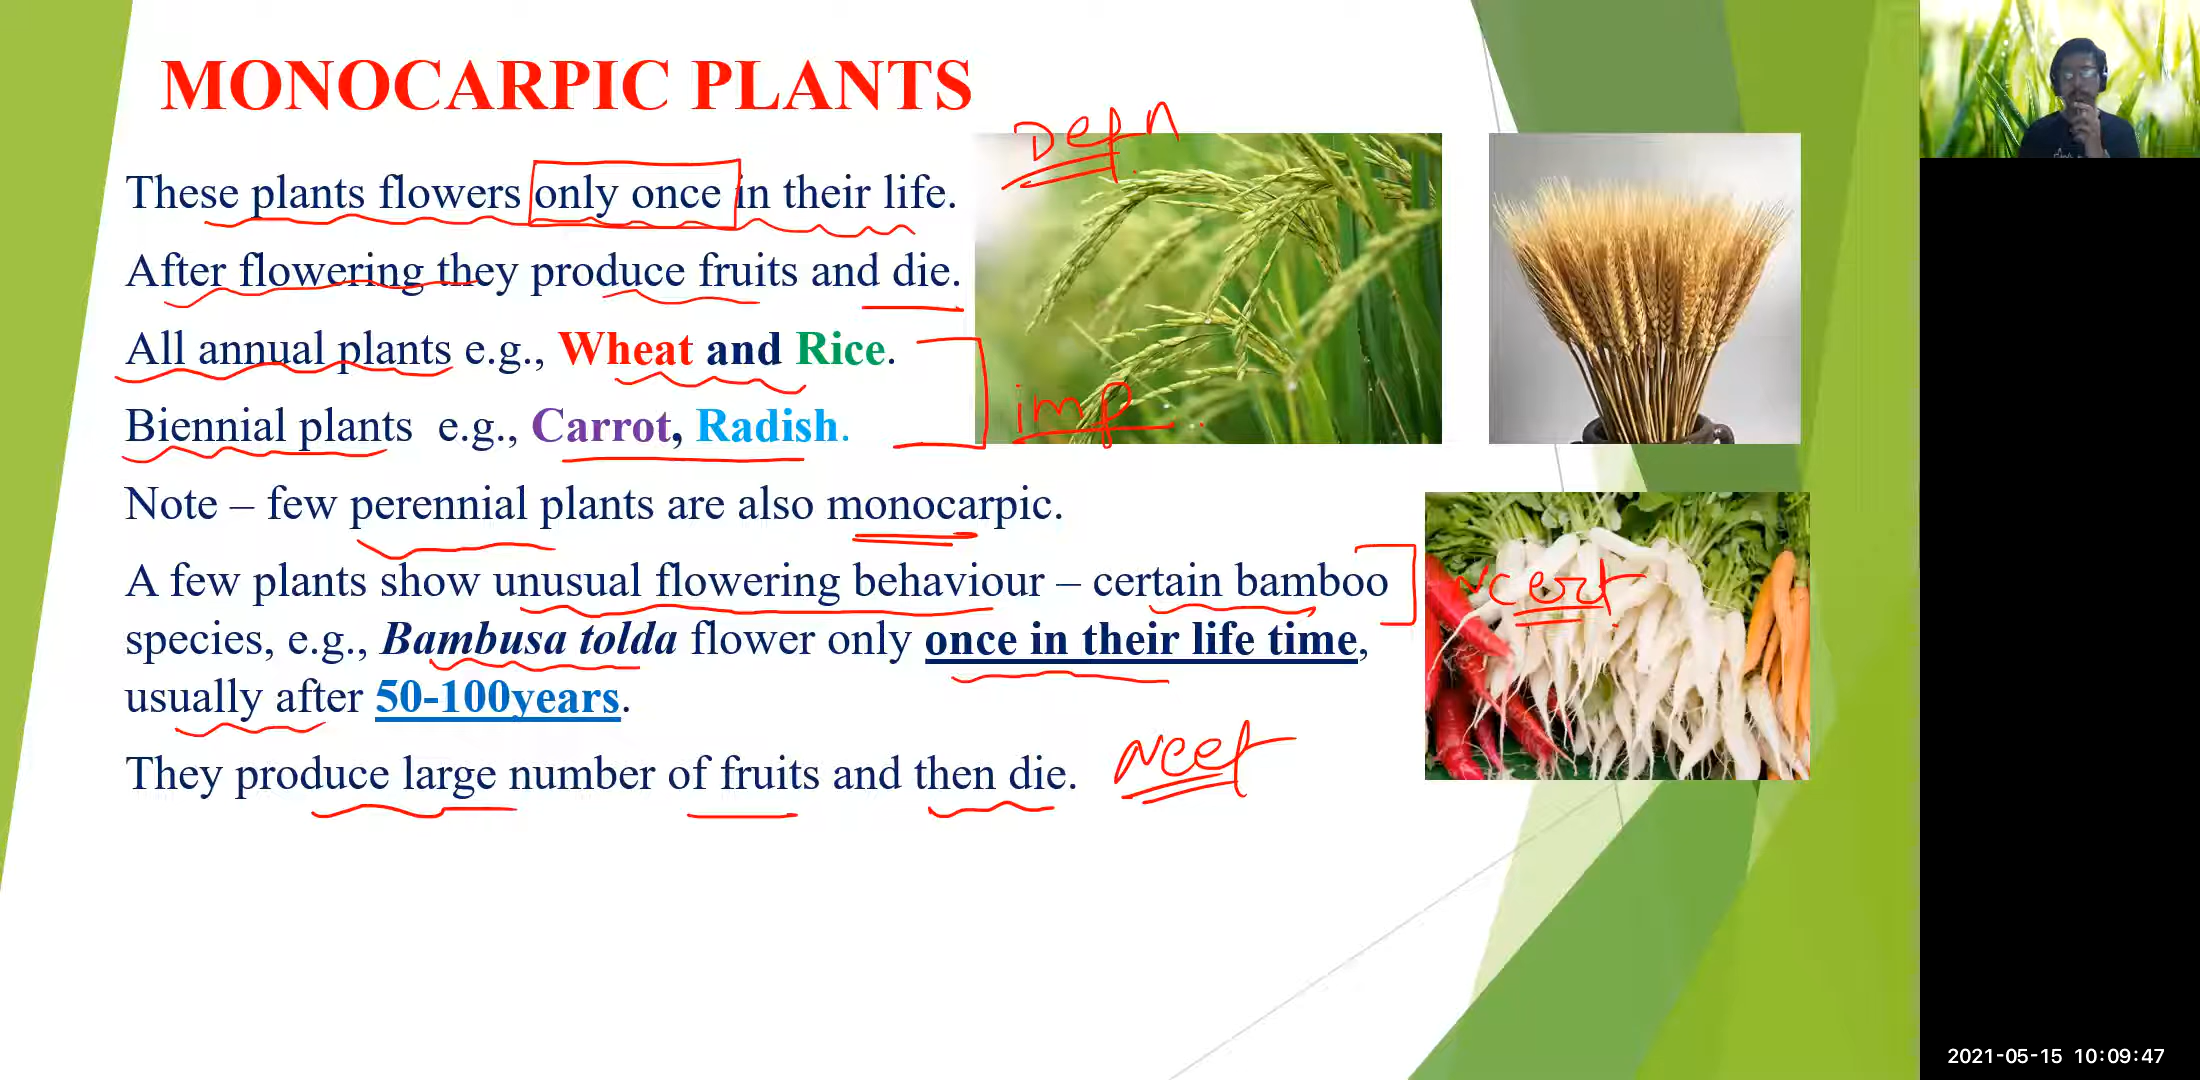 MONOCARPIC PLANTS
Defn
These plants flowers only once in their life.
After flowering they produce fruits and die.
All annual plants e.g., Wheat and Rice.
imp.
Biennial plants e.g., Carrot, Radish.
Note – few perennial plants are also monocarpic.
A few plants show unusual flowering behaviour – certain bamboo
Ncert
species, e.g., Bambusa tolda flower only once in their life time,
usually after 50-100years.
They produce large number of fruits and then die.
Neet
2021-05-15 10:09:47